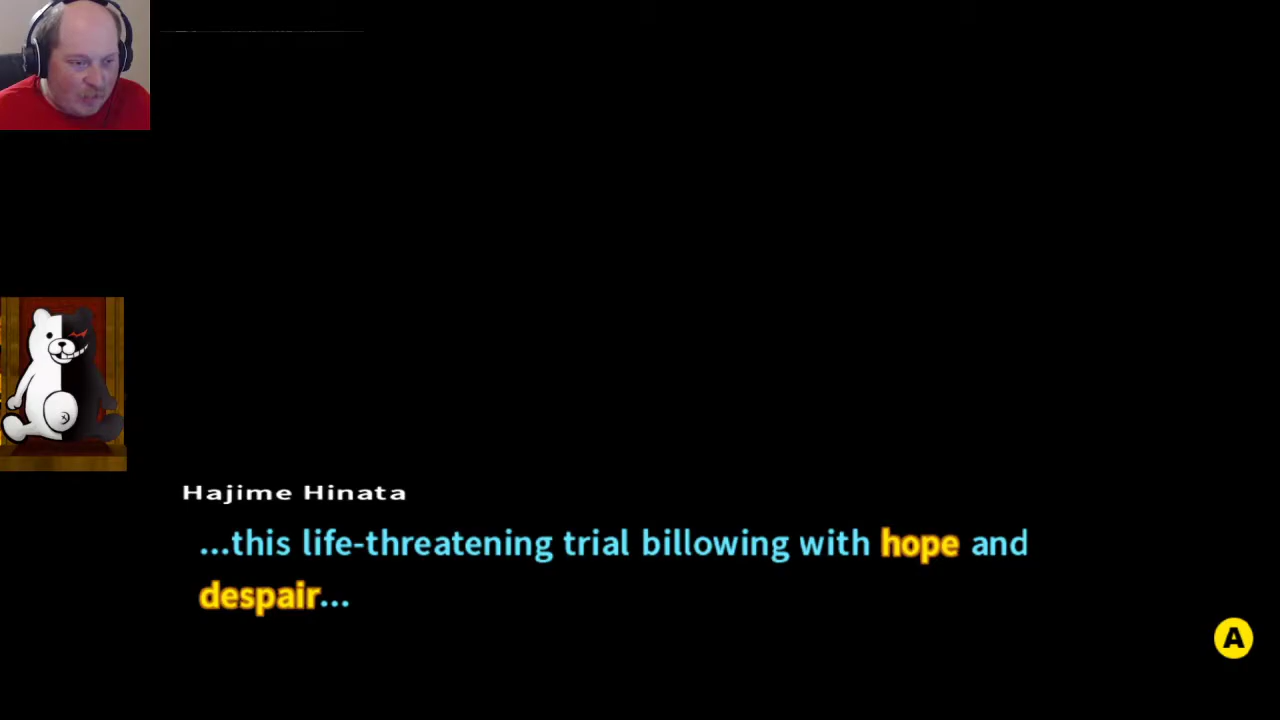 Hajime Hinata
...this life-threatening trial billowing with hope and
despair...
A